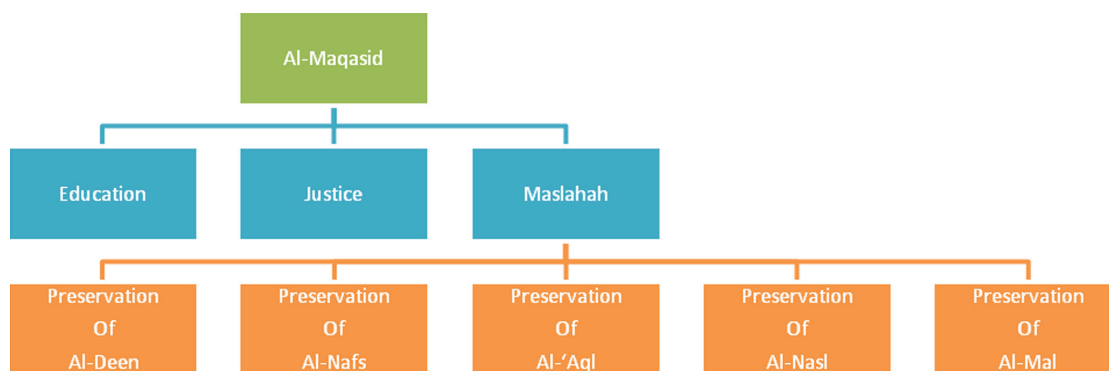 Al-Maqasid
Education
Justice
Maslahah
Preservation
Of
Al-Deen
Preservation
Of
Al-Nafs
Preservation
Of
Al-‘Aql
Preservation
Of
Al-Nasl
Preservation
Of
Al-Mal